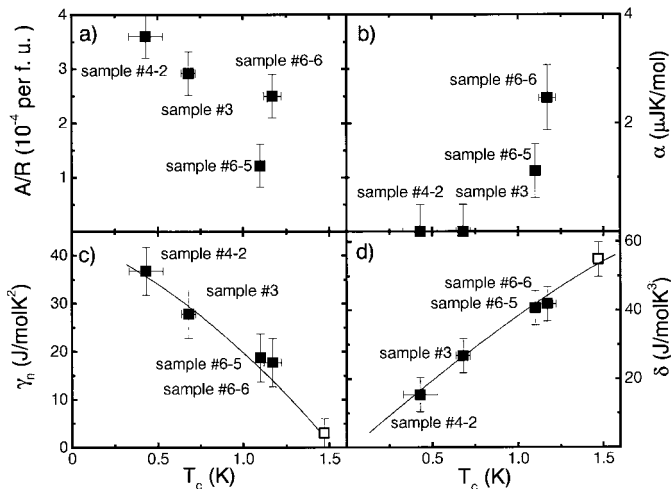 a)
b)
4
3
2
1
A/R (10⁻⁴ per f. u.)
sample #4-2
sample #3
sample #6-6
sample #6-5
sample #6-6
sample #6-5
sample #4-2
sample #3
4
2
α (μJK/mol)
c)
d)
40
30
20
10
0
γₙ (J/molK²)
sample #4-2
sample #3
sample #6-5
sample #6-6
sample #6-6
sample #6-5
sample #3
sample #4-2
60
40
20
δ (J/molK³)
0 0.5 1.0 1.5
0.5 1.0 1.5
T_c (K)
T_c (K)